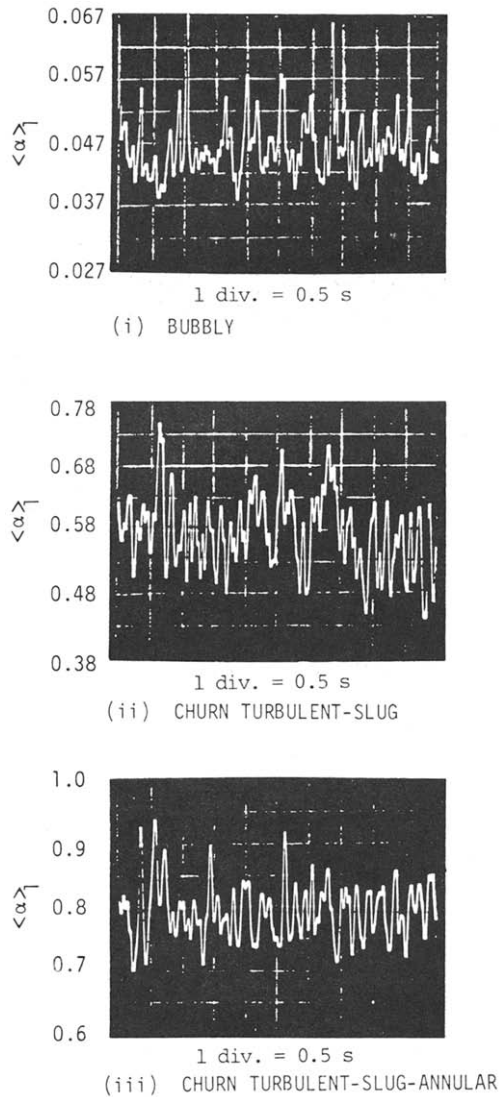 0.067
0.057
0.047
0.037
0.027
<α>
1 div. = 0.5 s
(i) BUBBLY
0.78
0.68
0.58
0.48
0.38
<α>
1 div. = 0.5 s
(ii) CHURN TURBULENT-SLUG
1.0
0.9
0.8
0.7
0.6
<α>
1 div. = 0.5 s
(iii) CHURN TURBULENT-SLUG-ANNULAR